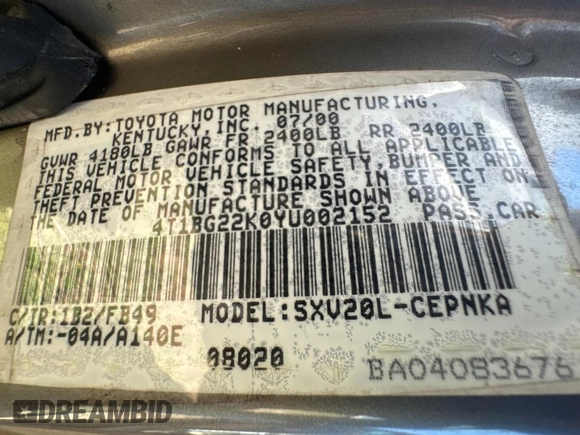 MFD.BY:TOYOTA MOTOR MANUFACTURING,
KENTUCKY,INC. 07/00
GVWR 4180LB GAWR FR 2400LB RR 2400LB
THIS VEHICLE CONFORMS TO ALL APPLICABLE
FEDERAL MOTOR VEHICLE SAFETY,BUMPER AND
THEFT PREVENTION STANDARDS IN EFFECT ON
THE DATE OF MANUFACTURE SHOWN ABOVE
4T1BG22K0YU002152 PASS.CAR
C/TR:1B2/FB49 MODEL:SXV20L-CEPNKA
A/TM:-04A/A140E
08020 BA04083676
DREAMBID